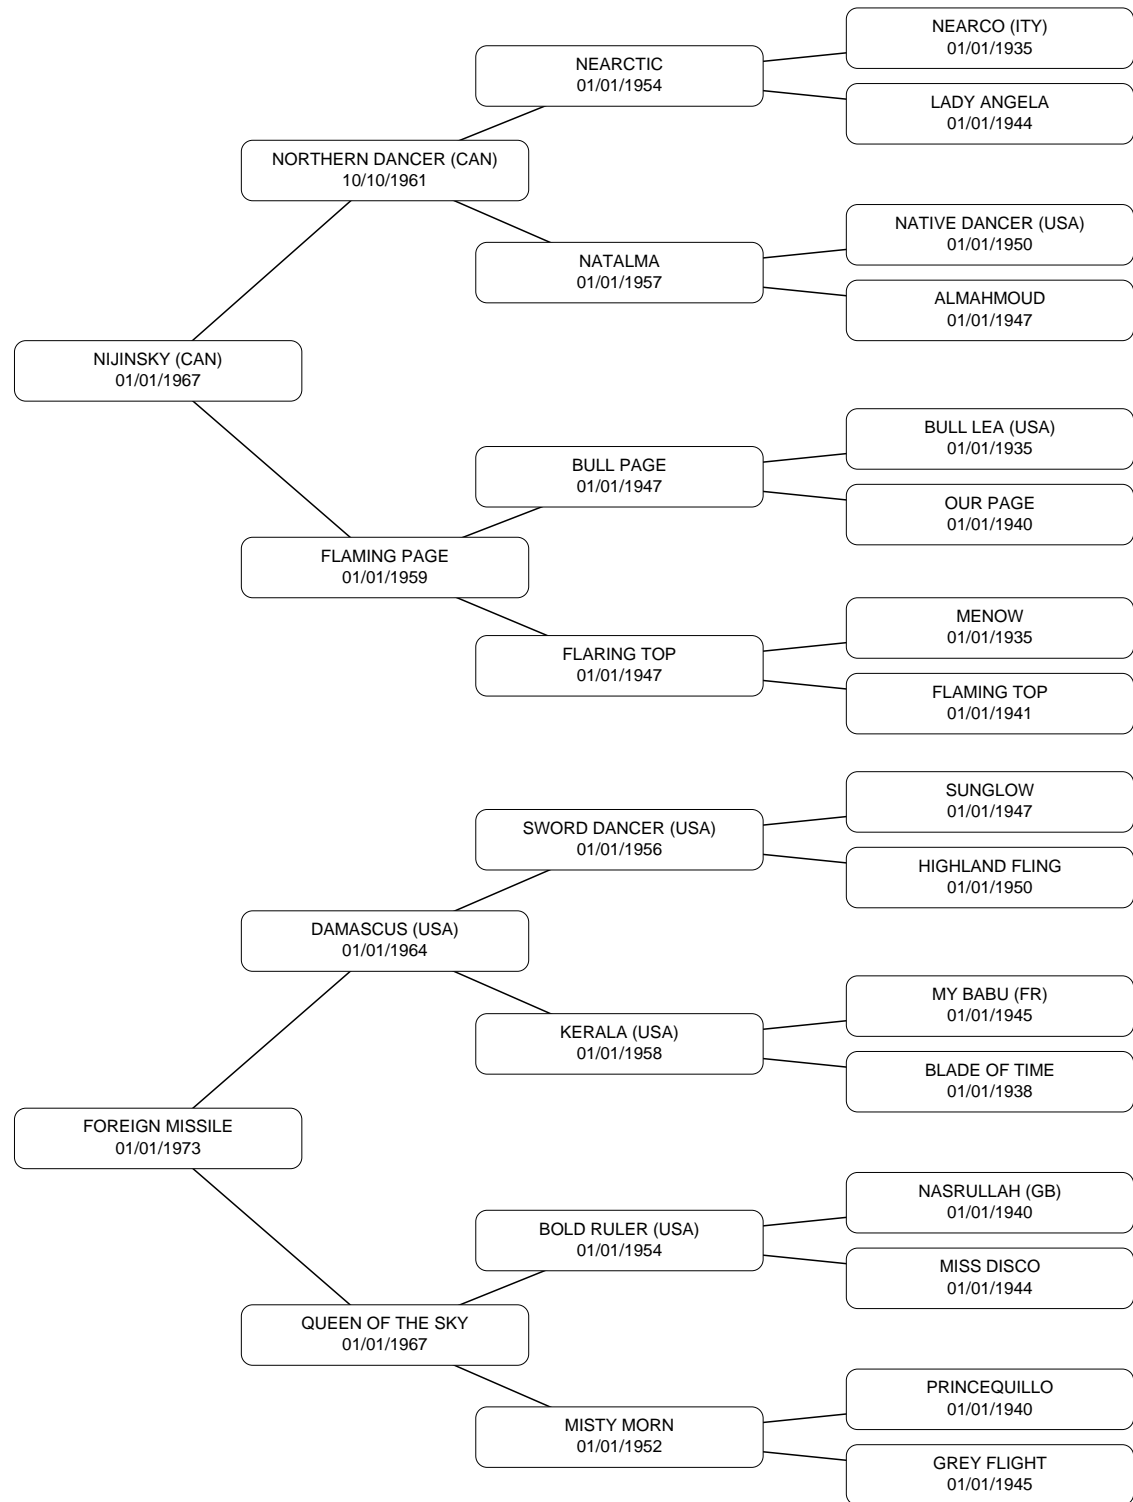 NEARCO (ITY)
01/01/1935
NEARCTIC
01/01/1954
LADY ANGELA
01/01/1944
NORTHERN DANCER (CAN)
10/10/1961
NATIVE DANCER (USA)
01/01/1950
NATALMA
01/01/1957
ALMAHMOUD
01/01/1947
NIJINSKY (CAN)
01/01/1967
BULL LEA (USA)
01/01/1935
BULL PAGE
01/01/1947
OUR PAGE
01/01/1940
FLAMING PAGE
01/01/1959
MENOW
01/01/1935
FLARING TOP
01/01/1947
FLAMING TOP
01/01/1941
SUNGLOW
01/01/1947
SWORD DANCER (USA)
01/01/1956
HIGHLAND FLING
01/01/1950
DAMASCUS (USA)
01/01/1964
MY BABU (FR)
01/01/1945
KERALA (USA)
01/01/1958
BLADE OF TIME
01/01/1938
FOREIGN MISSILE
01/01/1973
NASRULLAH (GB)
01/01/1940
BOLD RULER (USA)
01/01/1954
MISS DISCO
01/01/1944
QUEEN OF THE SKY
01/01/1967
PRINCEQUILLO
01/01/1940
MISTY MORN
01/01/1952
GREY FLIGHT
01/01/1945